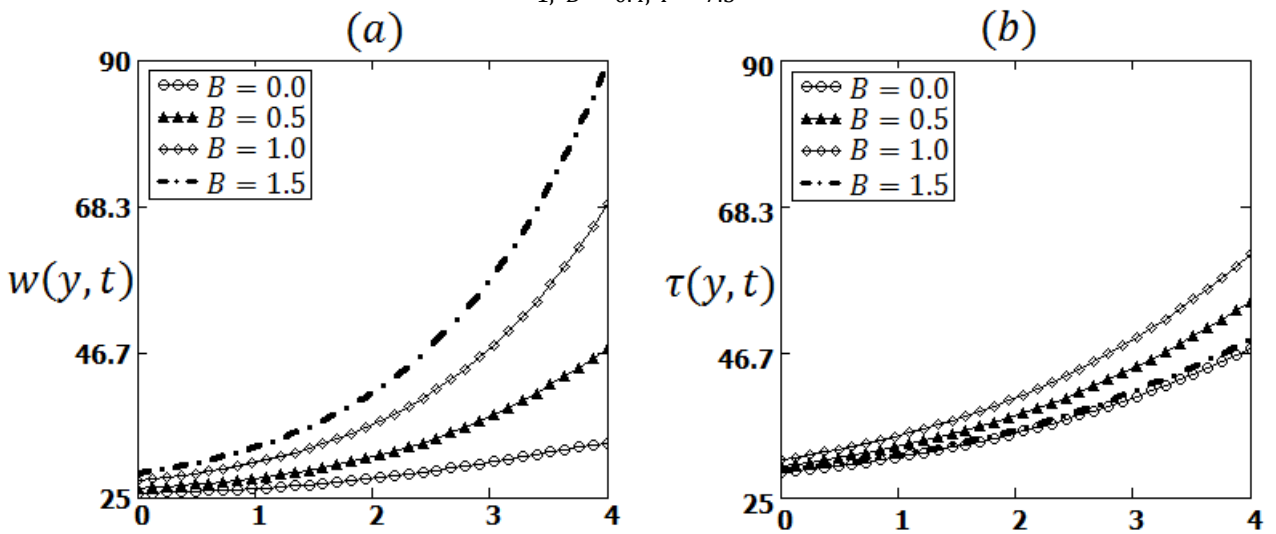 (a)
90
B = 0.0
B = 0.5
B = 1.0
B = 1.5
68.3
w(y,t)
46.7
25
0 1 2 3 4
(b)
90
B = 0.0
B = 0.5
B = 1.0
B = 1.5
68.3
τ(y,t)
46.7
25
0 1 2 3 4